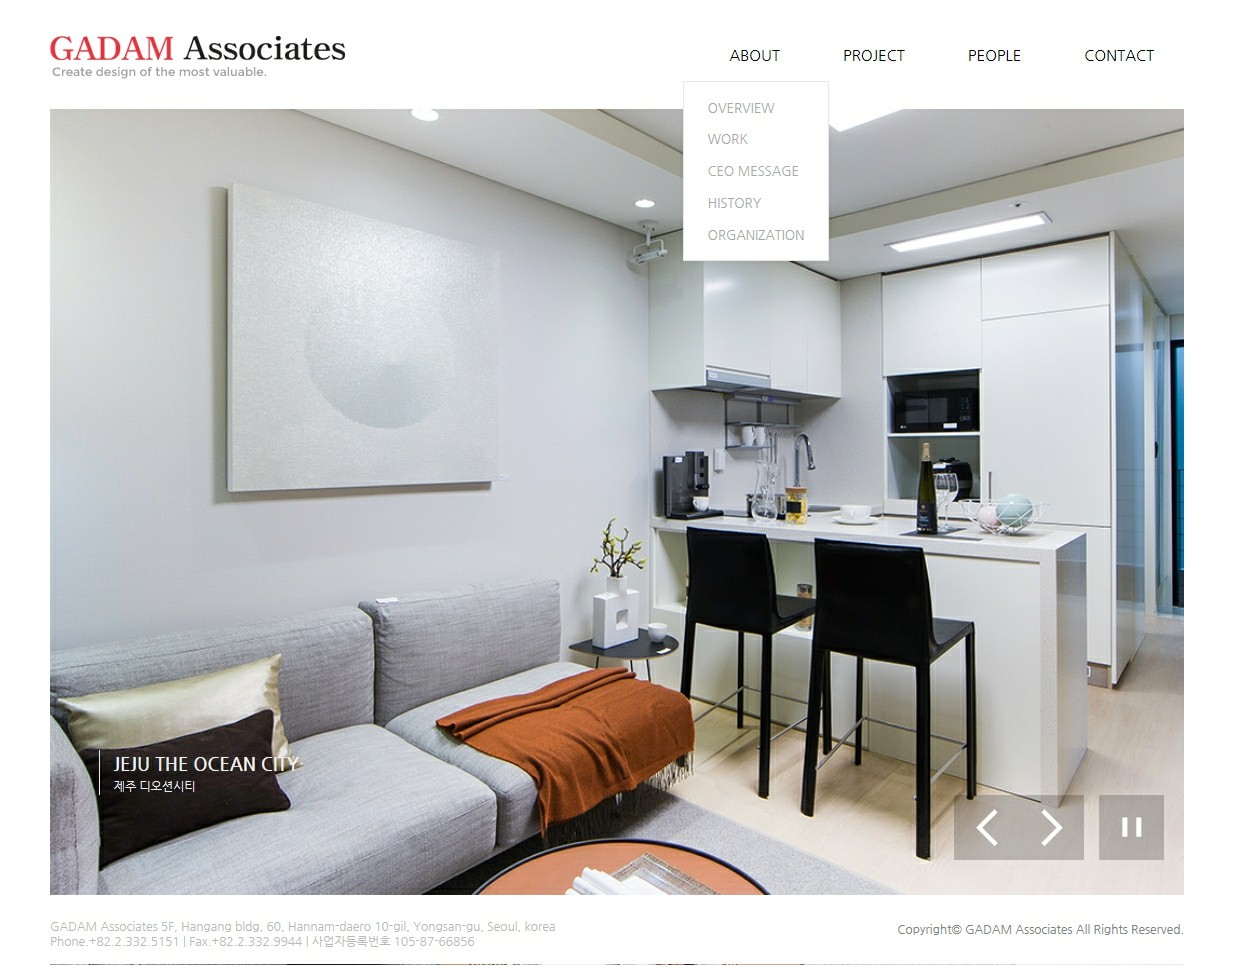 GADAM Associates
Create design of the most valuable.
ABOUT PROJECT PEOPLE CONTACT
OVERVIEW
WORK
CEO MESSAGE
HISTORY
ORGANIZATION
JEJU THE OCEAN CITY
제주 디오션시티
GADAM Associates 5F, Hangang bldg, 60, Hannam-daero 10-gil, Yongsan-gu, Seoul, korea
Phone.+82.2.332.5151 | Fax.+82.2.332.9944 | 사업자등록번호 105-87-66856
Copyright© GADAM Associates All Rights Reserved.